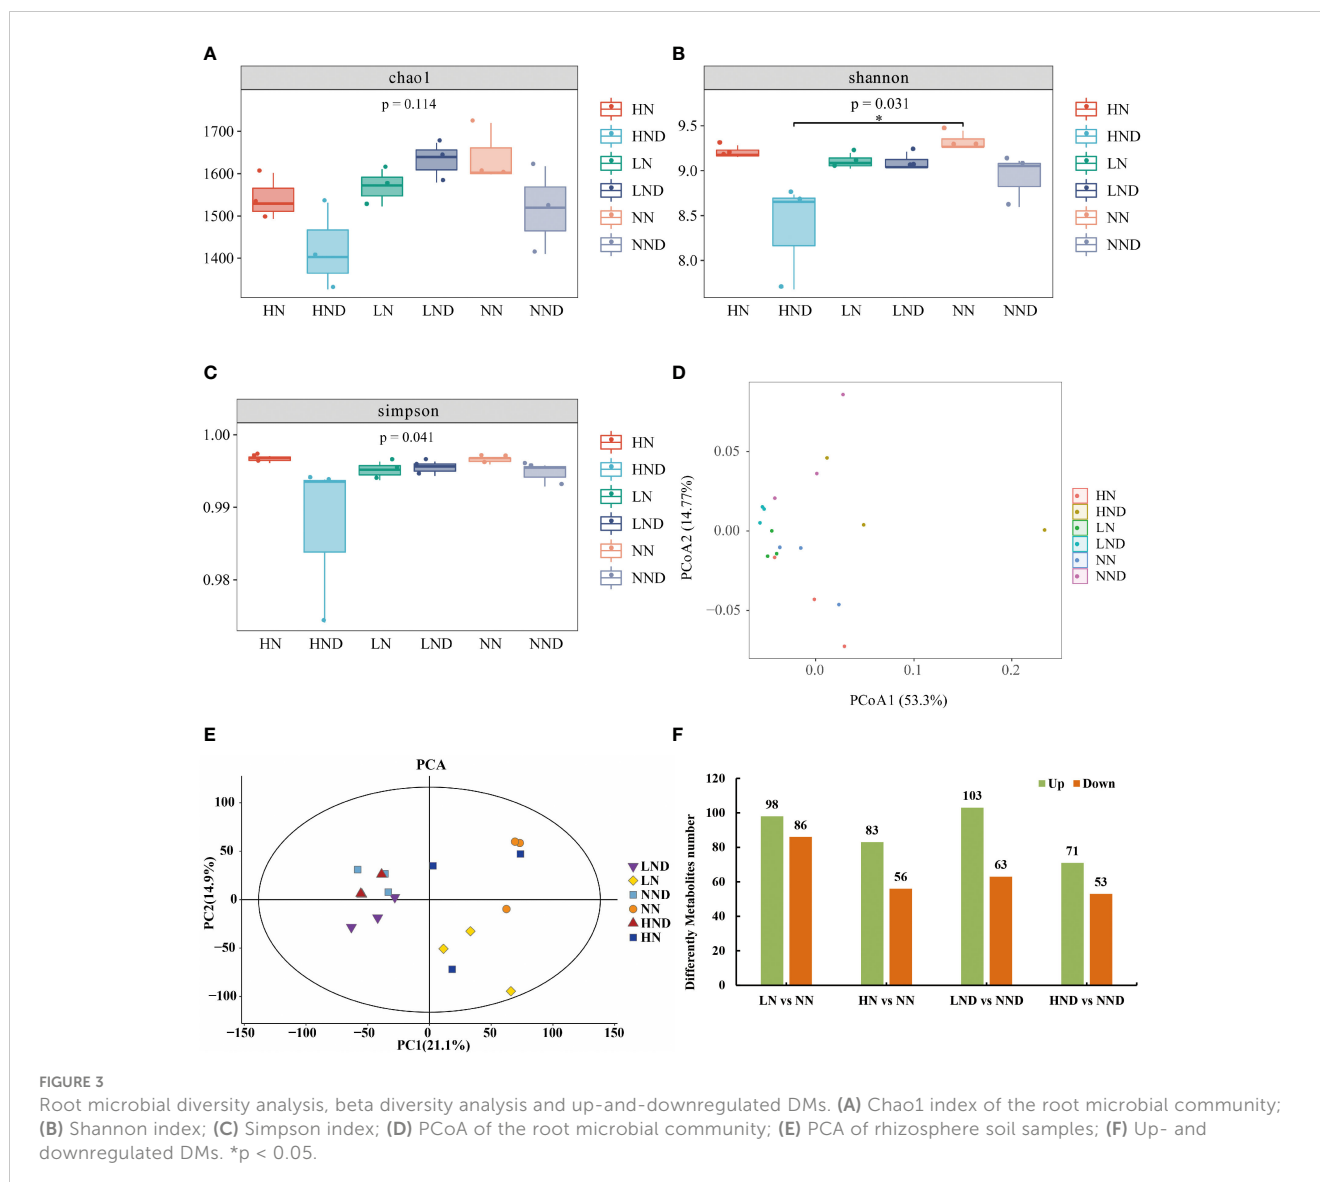 A
chao1
p = 0.114
1700
1600
1500
1400
HN HND LN LND NN NND
HN
HND
LN
LND
NN
NND
B
shannon
p = 0.031
*
9.5
9.0
8.5
8.0
HN HND LN LND NN NND
HN
HND
LN
LND
NN
NND
C
simpson
p = 0.041
1.00
0.99
0.98
HN HND LN LND NN NND
HN
HND
LN
LND
NN
NND
D
PCoA2 (14.77%)
0.05
0.00
−0.05
0.0 0.1 0.2
PCoA1 (53.3%)
HN
HND
LN
LND
NN
NND
E
PCA
PC2(14.9%)
100
50
0
−50
−100
−150 −100 −50 0 50 100 150
PC1(21.1%)
LND
LN
NND
NN
HND
HN
F
Differently Metabolites number
120
100
80
60
40
20
0
Up Down
98 86 83 56 103 63 71 53
LN vs NN HN vs NN LND vs NND HND vs NND
FIGURE 3
Root microbial diversity analysis, beta diversity analysis and up-and-downregulated DMs. (A) Chao1 index of the root microbial community;
(B) Shannon index; (C) Simpson index; (D) PCoA of the root microbial community; (E) PCA of rhizosphere soil samples; (F) Up- and
downregulated DMs. *p < 0.05.